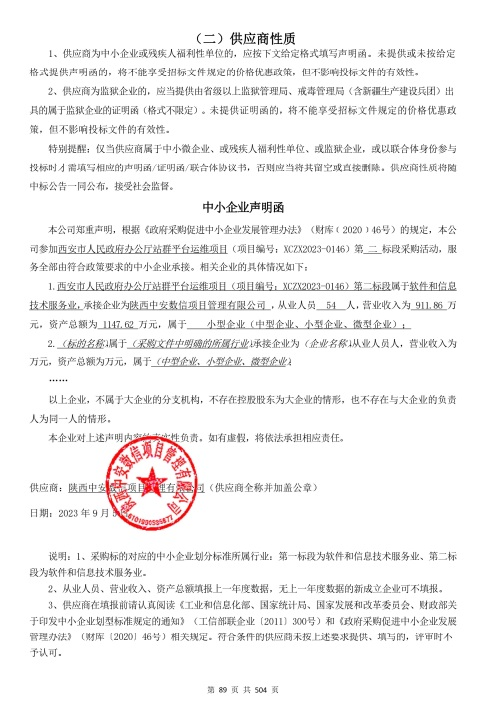 （二）供应商性质
1、供应商为中小企业或残疾人福利性单位的，应按下文给定格式填写声明函。未提供或未按给定
格式提供声明函的，将不能享受招标文件规定的价格优惠政策，但不影响投标文件的有效性。
2、供应商为监狱企业的，应当提供由省级以上监狱管理局、戒毒管理局（含新疆生产建设兵团）出
具的属于监狱企业的证明函（格式不限定）。未提供证明函的，将不能享受招标文件规定的价格优惠政
策，但不影响投标文件的有效性。
特别提醒：仅当供应商属于中小微企业、或残疾人福利性单位、或监狱企业，或以联合体身份参与
投标时才需填写相应的声明函/证明函/联合体协议书，否则应当将其留空或直接删除。供应商性质将随
中标公告一同公布，接受社会监督。
中小企业声明函
本公司郑重声明，根据《政府采购促进中小企业发展管理办法》（财库﹝2020﹞46号）的规定，本公
司参加西安市人民政府办公厅站群平台运维项目（项目编号：XCZX2023-0146）第 二 标段采购活动，服
务全部由符合政策要求的中小企业承接。相关企业的具体情况如下：
1.西安市人民政府办公厅站群平台运维项目（项目编号：XCZX2023-0146）第二标段属于软件和信息
技术服务业，承接企业为陕西中安数信项目管理有限公司 ，从业人员 54 人，营业收入为 911.86 万
元，资产总额为 1147.62 万元，属于 小型企业（中型企业、小型企业、微型企业）；
2.（标的名称）属于（采购文件中明确的所属行业）；承接企业为（企业名称），从业人员人，营业收入为
万元，资产总额为万元，属于（中型企业、小型企业、微型企业）；
……
以上企业，不属于大企业的分支机构，不存在控股股东为大企业的情形，也不存在与大企业的负责
人为同一人的情形。
本企业对上述声明内容的真实性负责。如有虚假，将依法承担相应责任。
供应商：陕西中安数信项目管理有限公司（供应商全称并加盖公章）
日期：2023 年 9 月 5
说明：1、采购标的对应的中小企业划分标准所属行业：第一标段为软件和信息技术服务业、第二标
段为软件和信息技术服务业。
2、从业人员、营业收入、资产总额填报上一年度数据，无上一年度数据的新成立企业可不填报。
3、供应商在填报前请认真阅读《工业和信息化部、国家统计局、国家发展和改革委员会、财政部关
于印发中小企业划型标准规定的通知》（工信部联企业〔2011〕300号）和《政府采购促进中小企业发展
管理办法》（财库〔2020〕46号）相关规定。符合条件的供应商未按上述要求提供、填写的，评审时不
予认可。
第 89 页 共 504 页